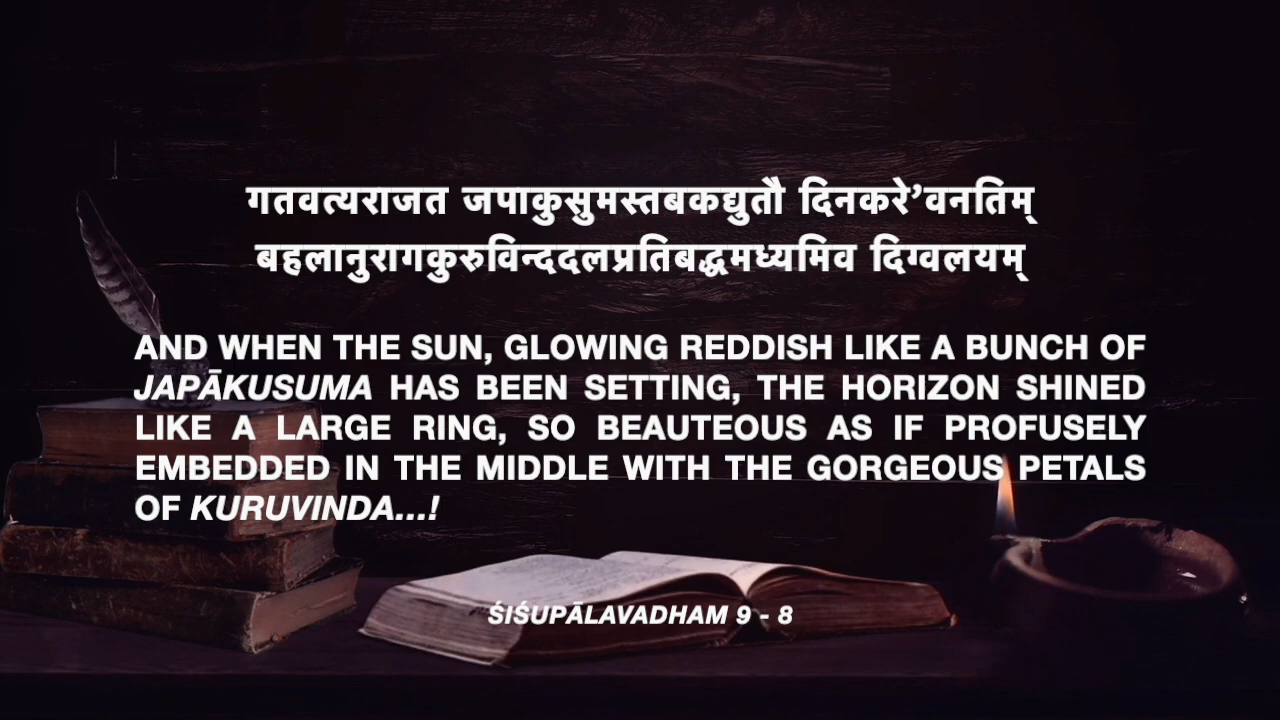 गतवत्यराजत जपाकुसुमस्तबकद्युतौ दिनकरे’वनतिम्
बहलानुरागकुरुविन्ददलप्रतिबद्धमध्यमिव दिग्वलयम्
AND WHEN THE SUN, GLOWING REDDISH LIKE A BUNCH OF
JAPĀKUSUMA HAS BEEN SETTING, THE HORIZON SHINED
LIKE A LARGE RING, SO BEAUTEOUS AS IF PROFUSELY
EMBEDDED IN THE MIDDLE WITH THE GORGEOUS PETALS
OF KURUVINDA...!
ŚIŚUPĀLAVADHAM 9 - 8